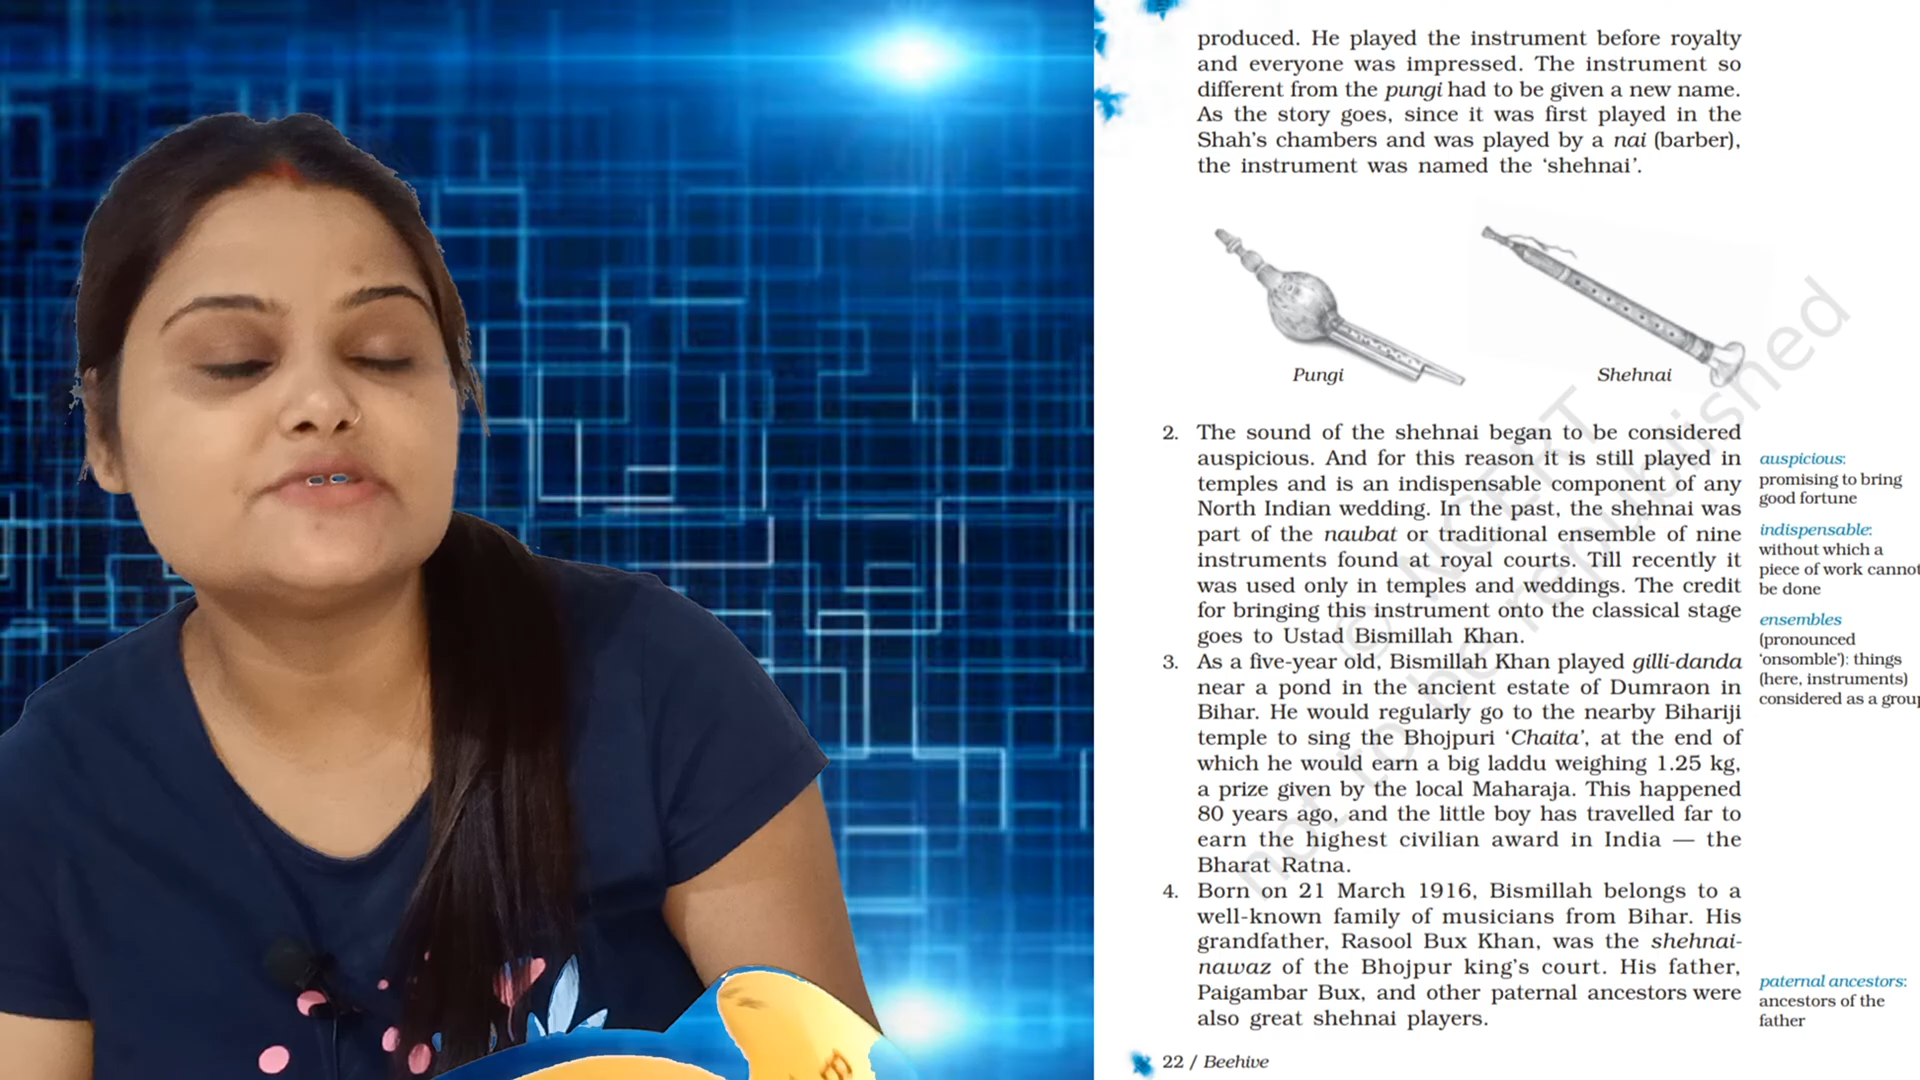 produced. He played the instrument before royalty
and everyone was impressed. The instrument so
different from the pungi had to be given a new name.
As the story goes, since it was first played in the
Shah's chambers and was played by a nai (barber),
the instrument was named the 'shehnai'.
Pungi
Shehnai
2. The sound of the shehnai began to be considered
auspicious. And for this reason it is still played in
temples and is an indispensable component of any
North Indian wedding. In the past, the shehnai was
part of the naubat or traditional ensemble of nine
instruments found at royal courts. Till recently it
was used only in temples and weddings. The credit
for bringing this instrument onto the classical stage
goes to Ustad Bismillah Khan.
3. As a five-year old, Bismillah Khan played gilli-danda
near a pond in the ancient estate of Dumraon in
Bihar. He would regularly go to the nearby Bihariji
temple to sing the Bhojpuri 'Chaita', at the end of
which he would earn a big laddu weighing 1.25 kg,
a prize given by the local Maharaja. This happened
80 years ago, and the little boy has travelled far to
earn the highest civilian award in India — the
Bharat Ratna.
4. Born on 21 March 1916, Bismillah belongs to a
well-known family of musicians from Bihar. His
grandfather, Rasool Bux Khan, was the shehnai-
nawaz of the Bhojpur king's court. His father,
Paigambar Bux, and other paternal ancestors were
also great shehnai players.
auspicious:
promising to bring
good fortune
indispensable:
without which a
piece of work cannot
be done
ensembles
(pronounced
'onsomble'): things
(here, instruments)
considered as a group
paternal ancestors:
ancestors of the
father
22 / Beehive
© NCERT
not to be republished